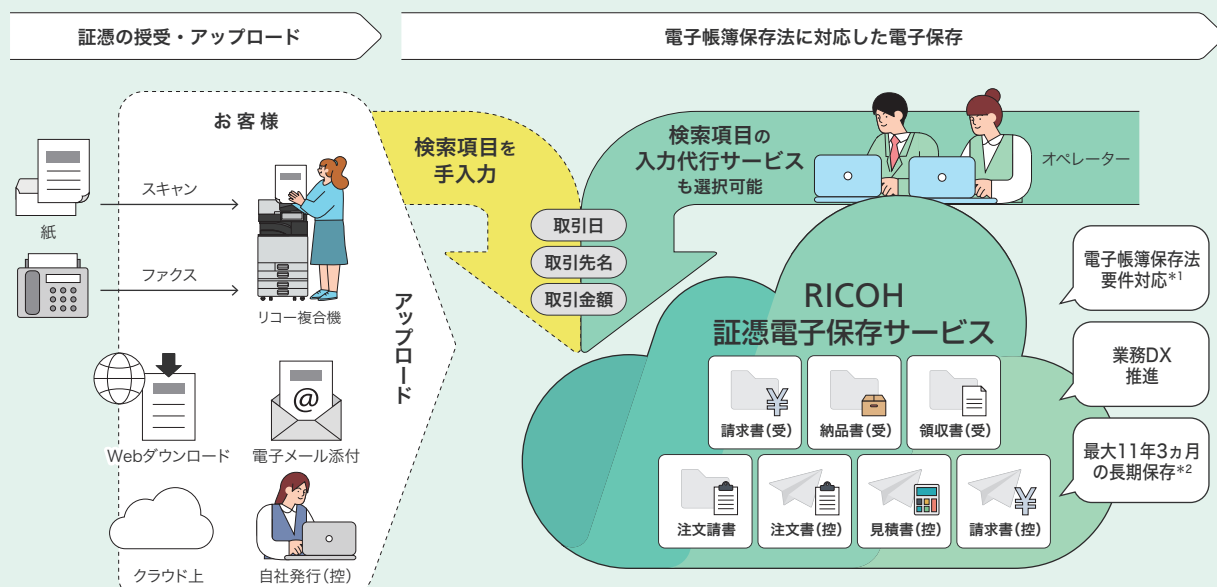 証憑の授受・アップロード
電子帳簿保存法に対応した電子保存
お客様
紙
スキャン
ファクス
リコー複合機
Webダウンロード
@
電子メール添付
クラウド上
自社発行(控)
アップロード
検索項目を
手入力
検索項目の
入力代行サービス
も選択可能
オペレーター
取引日
取引先名
取引金額
RICOH
証憑電子保存サービス
¥
請求書(受)
納品書(受)
領収書(受)
注文請書
注文書(控)
見積書(控)
¥
請求書(控)
電子帳簿保存法
要件対応*1
業務DX
推進
最大11年3ヵ月
の長期保存*2